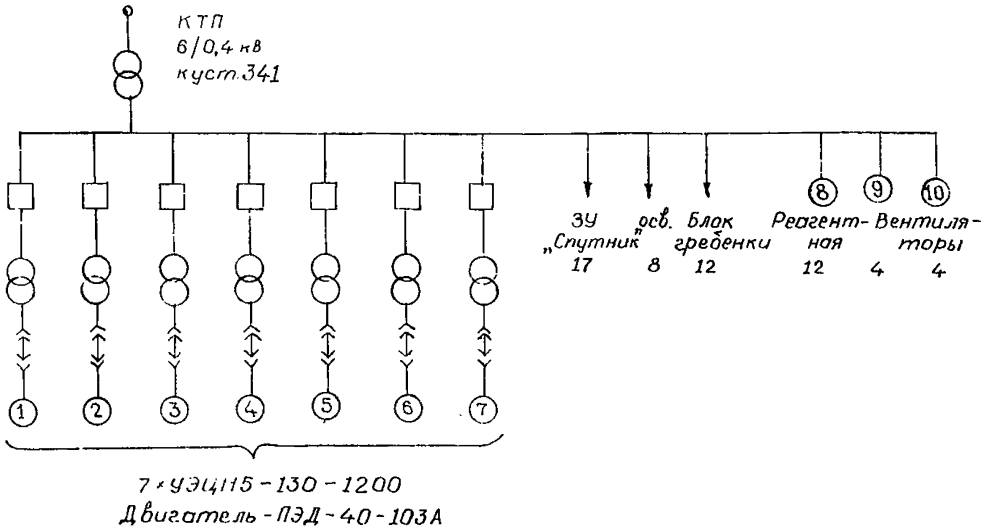 КТП
6/0,4 кв
куст. 341
8
9
10
ЗУ
„Спутник"
17
осв.
8
Блок
гребенки
12
Реагент-
ная
12
Вентиля-
торы
4
4
1
2
3
4
5
6
7
7×УЭЦН5-130-1200
Двигатель-ПЭД-40-103А